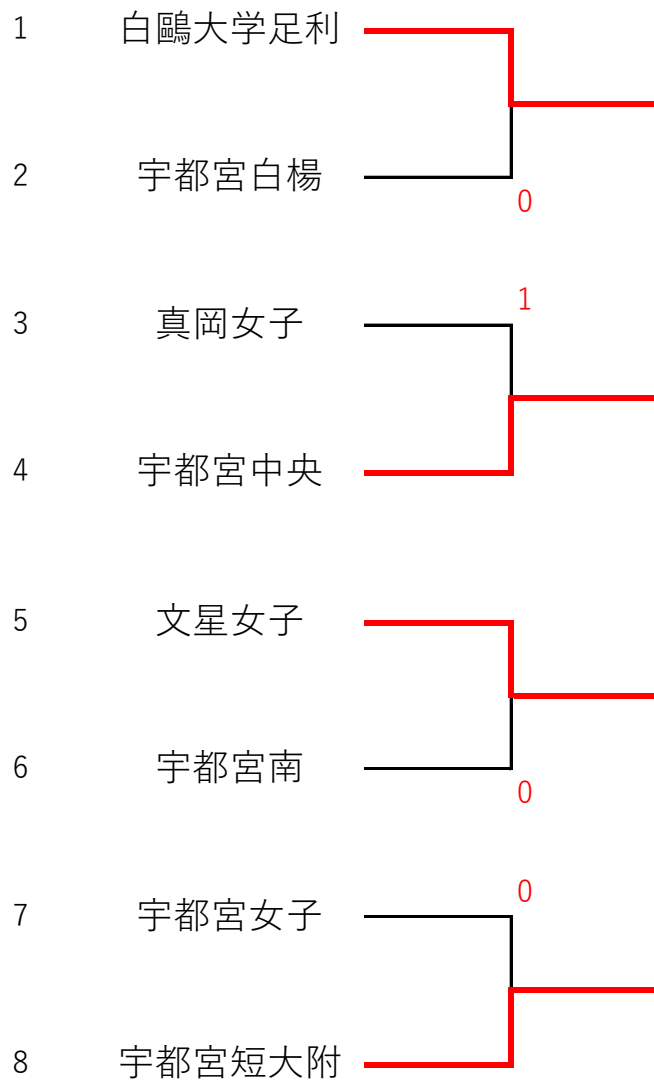 1 白鷗大学足利
2 宇都宮白楊
0
1
3 真岡女子
4 宇都宮中央
5 文星女子
6 宇都宮南
0
0
7 宇都宮女子
8 宇都宮短大附